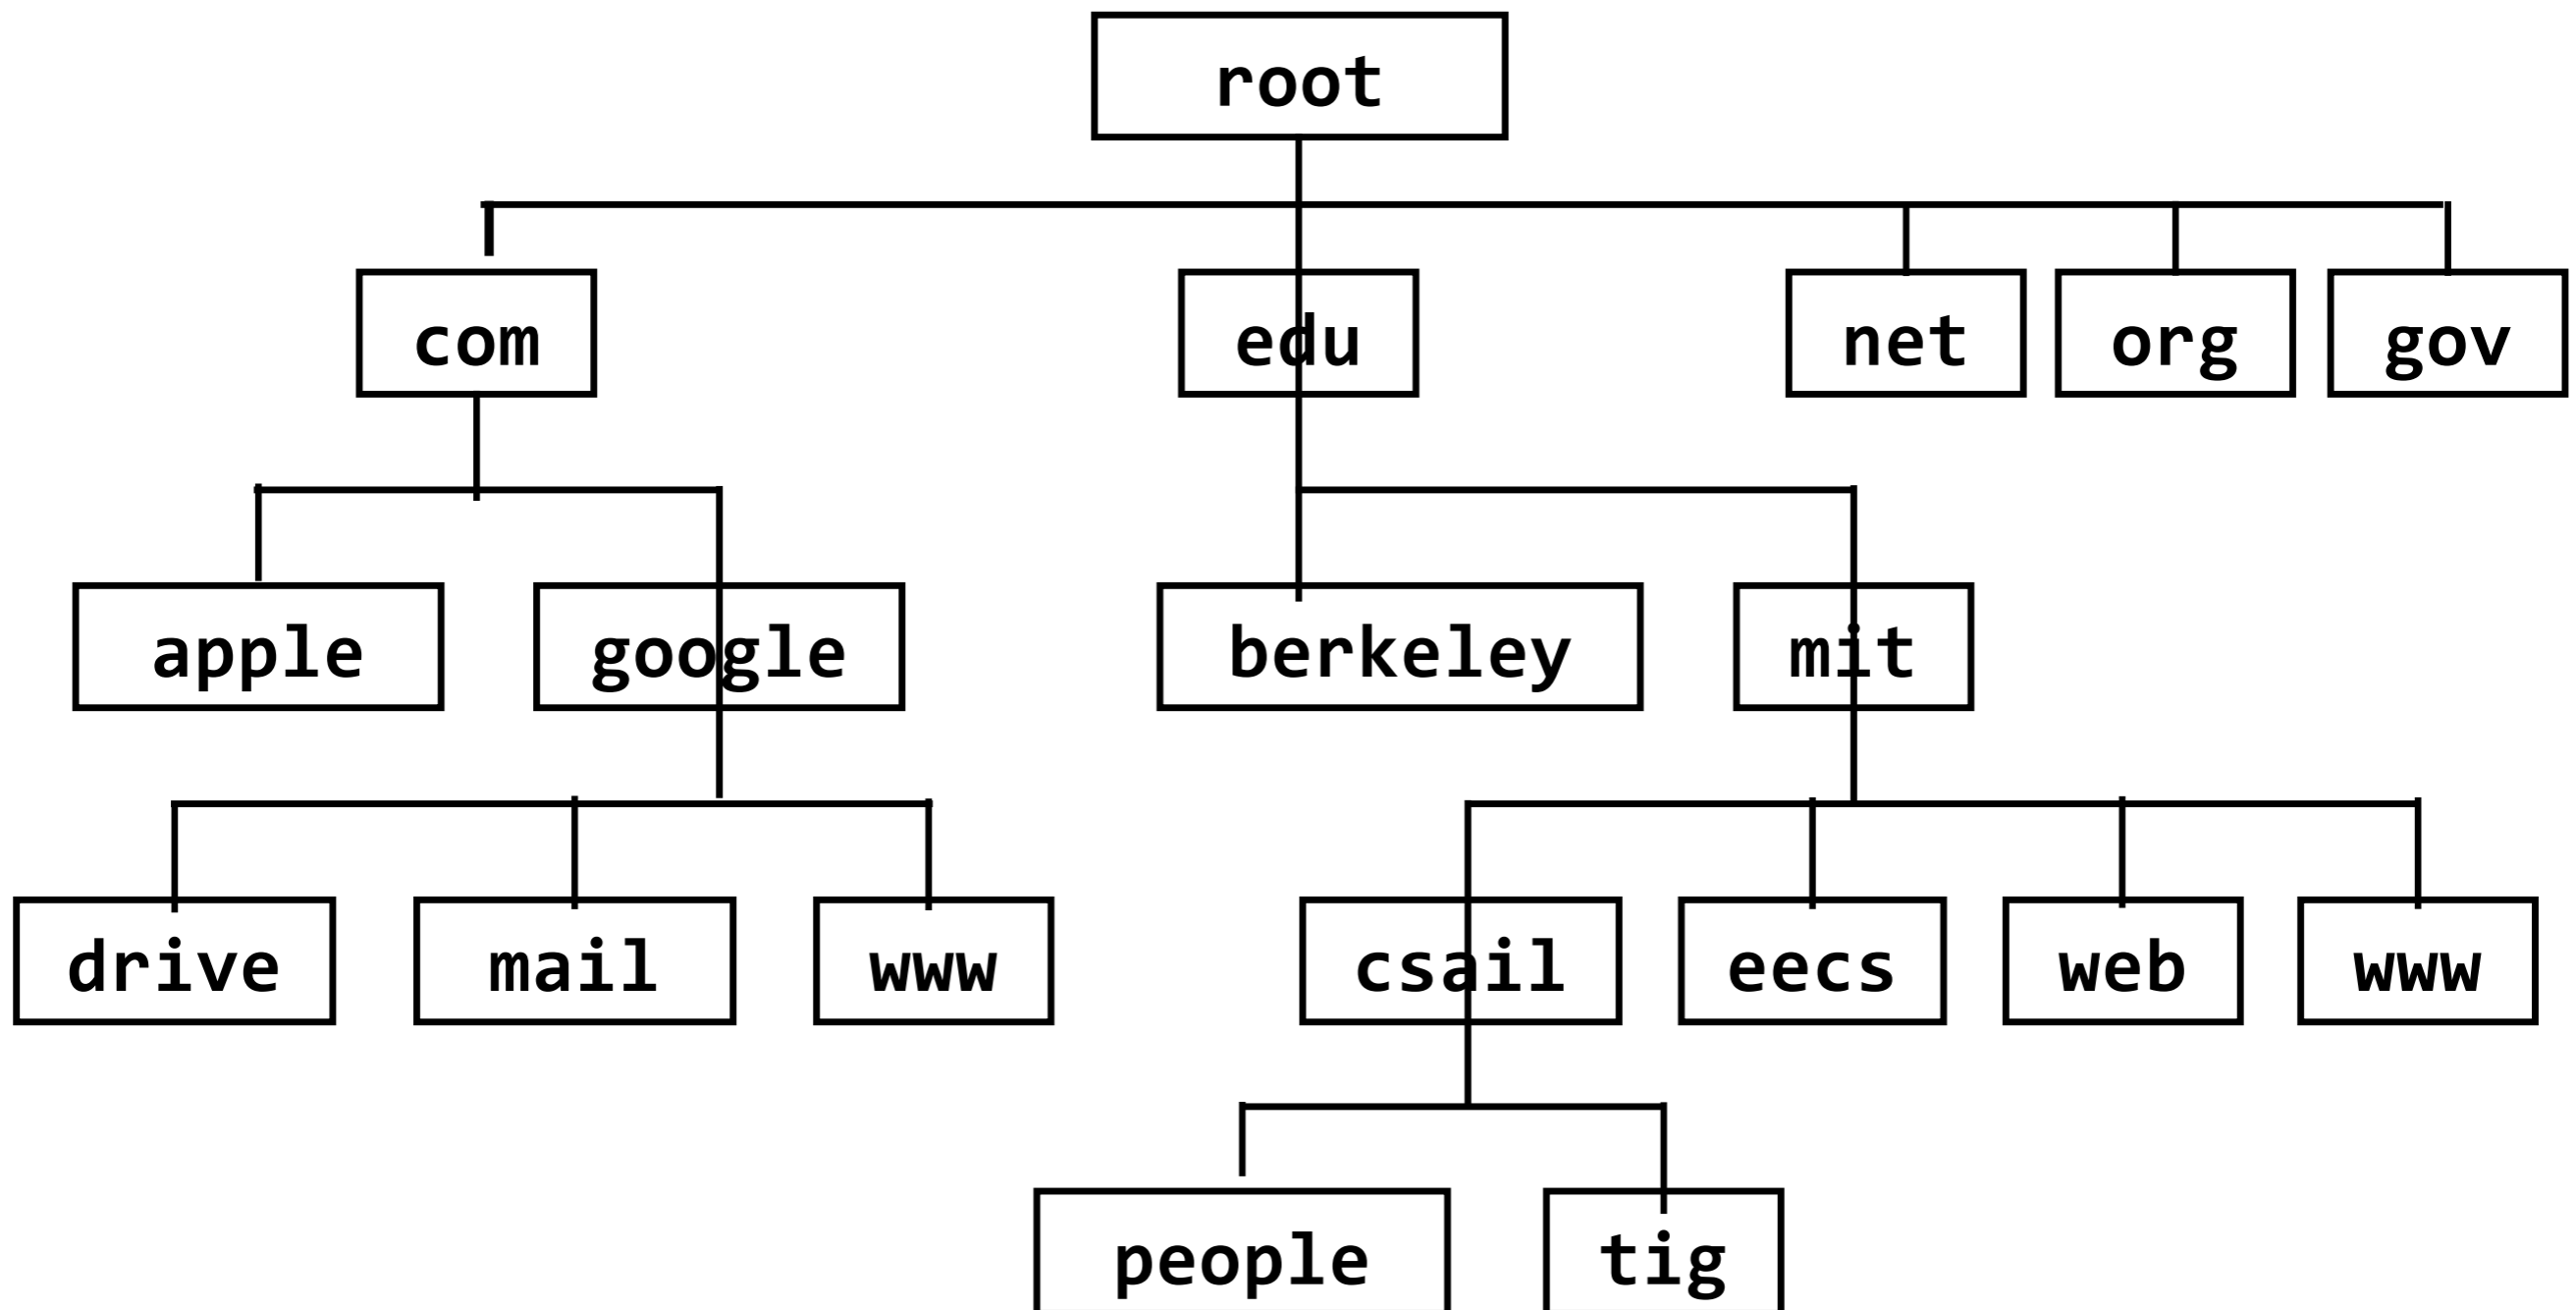 root
com
edu
net
org
gov
apple
google
berkeley
mit
drive
mail
www
csail
eecs
web
www
people
tig